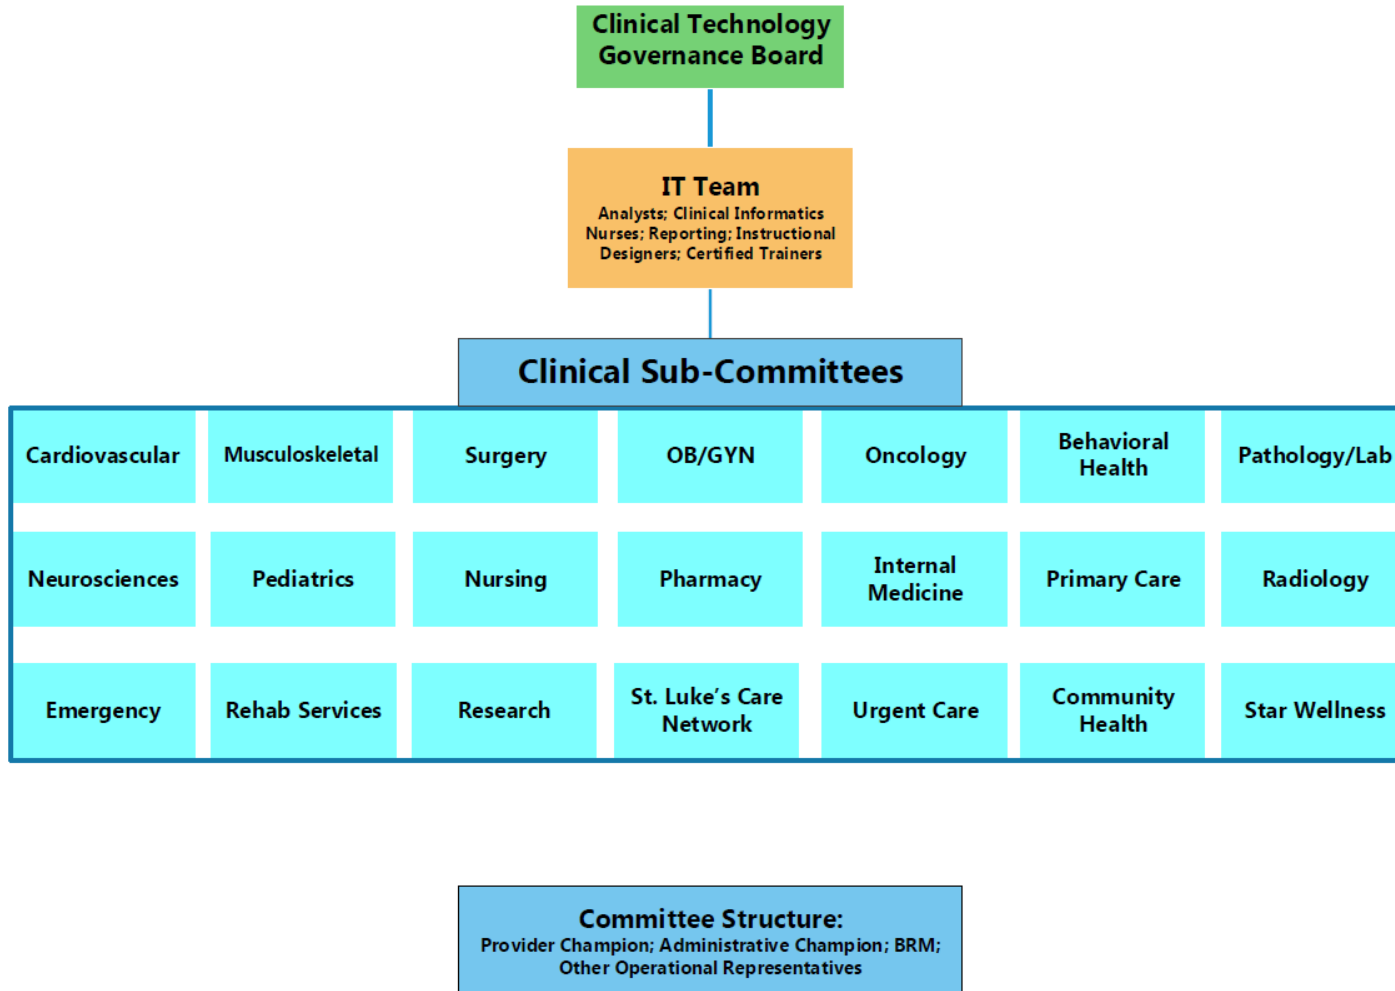 Clinical Technology
Governance Board
IT Team
Analysts; Clinical Informatics
Nurses; Reporting; Instructional
Designers; Certified Trainers
Clinical Sub-Committees
Cardiovascular
Musculoskeletal
Surgery
OB/GYN
Oncology
Behavioral
Health
Pathology/Lab
Neurosciences
Pediatrics
Nursing
Pharmacy
Internal
Medicine
Primary Care
Radiology
Emergency
Rehab Services
Research
St. Luke’s Care
Network
Urgent Care
Community
Health
Star Wellness
Committee Structure:
Provider Champion; Administrative Champion; BRM;
Other Operational Representatives